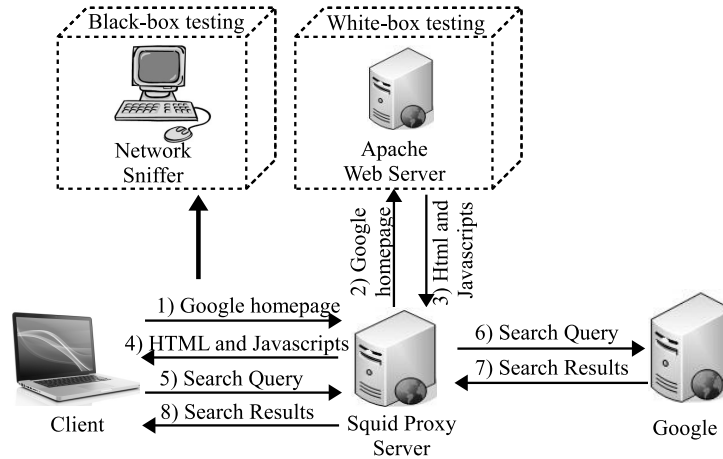 Black-box testing
White-box testing
Network
Sniffer
Apache
Web Server
2) Google
homepage
3) Html and
Javascripts
1) Google homepage
4) HTML and Javascripts
5) Search Query
8) Search Results
6) Search Query
7) Search Results
Client
Squid Proxy
Server
Google